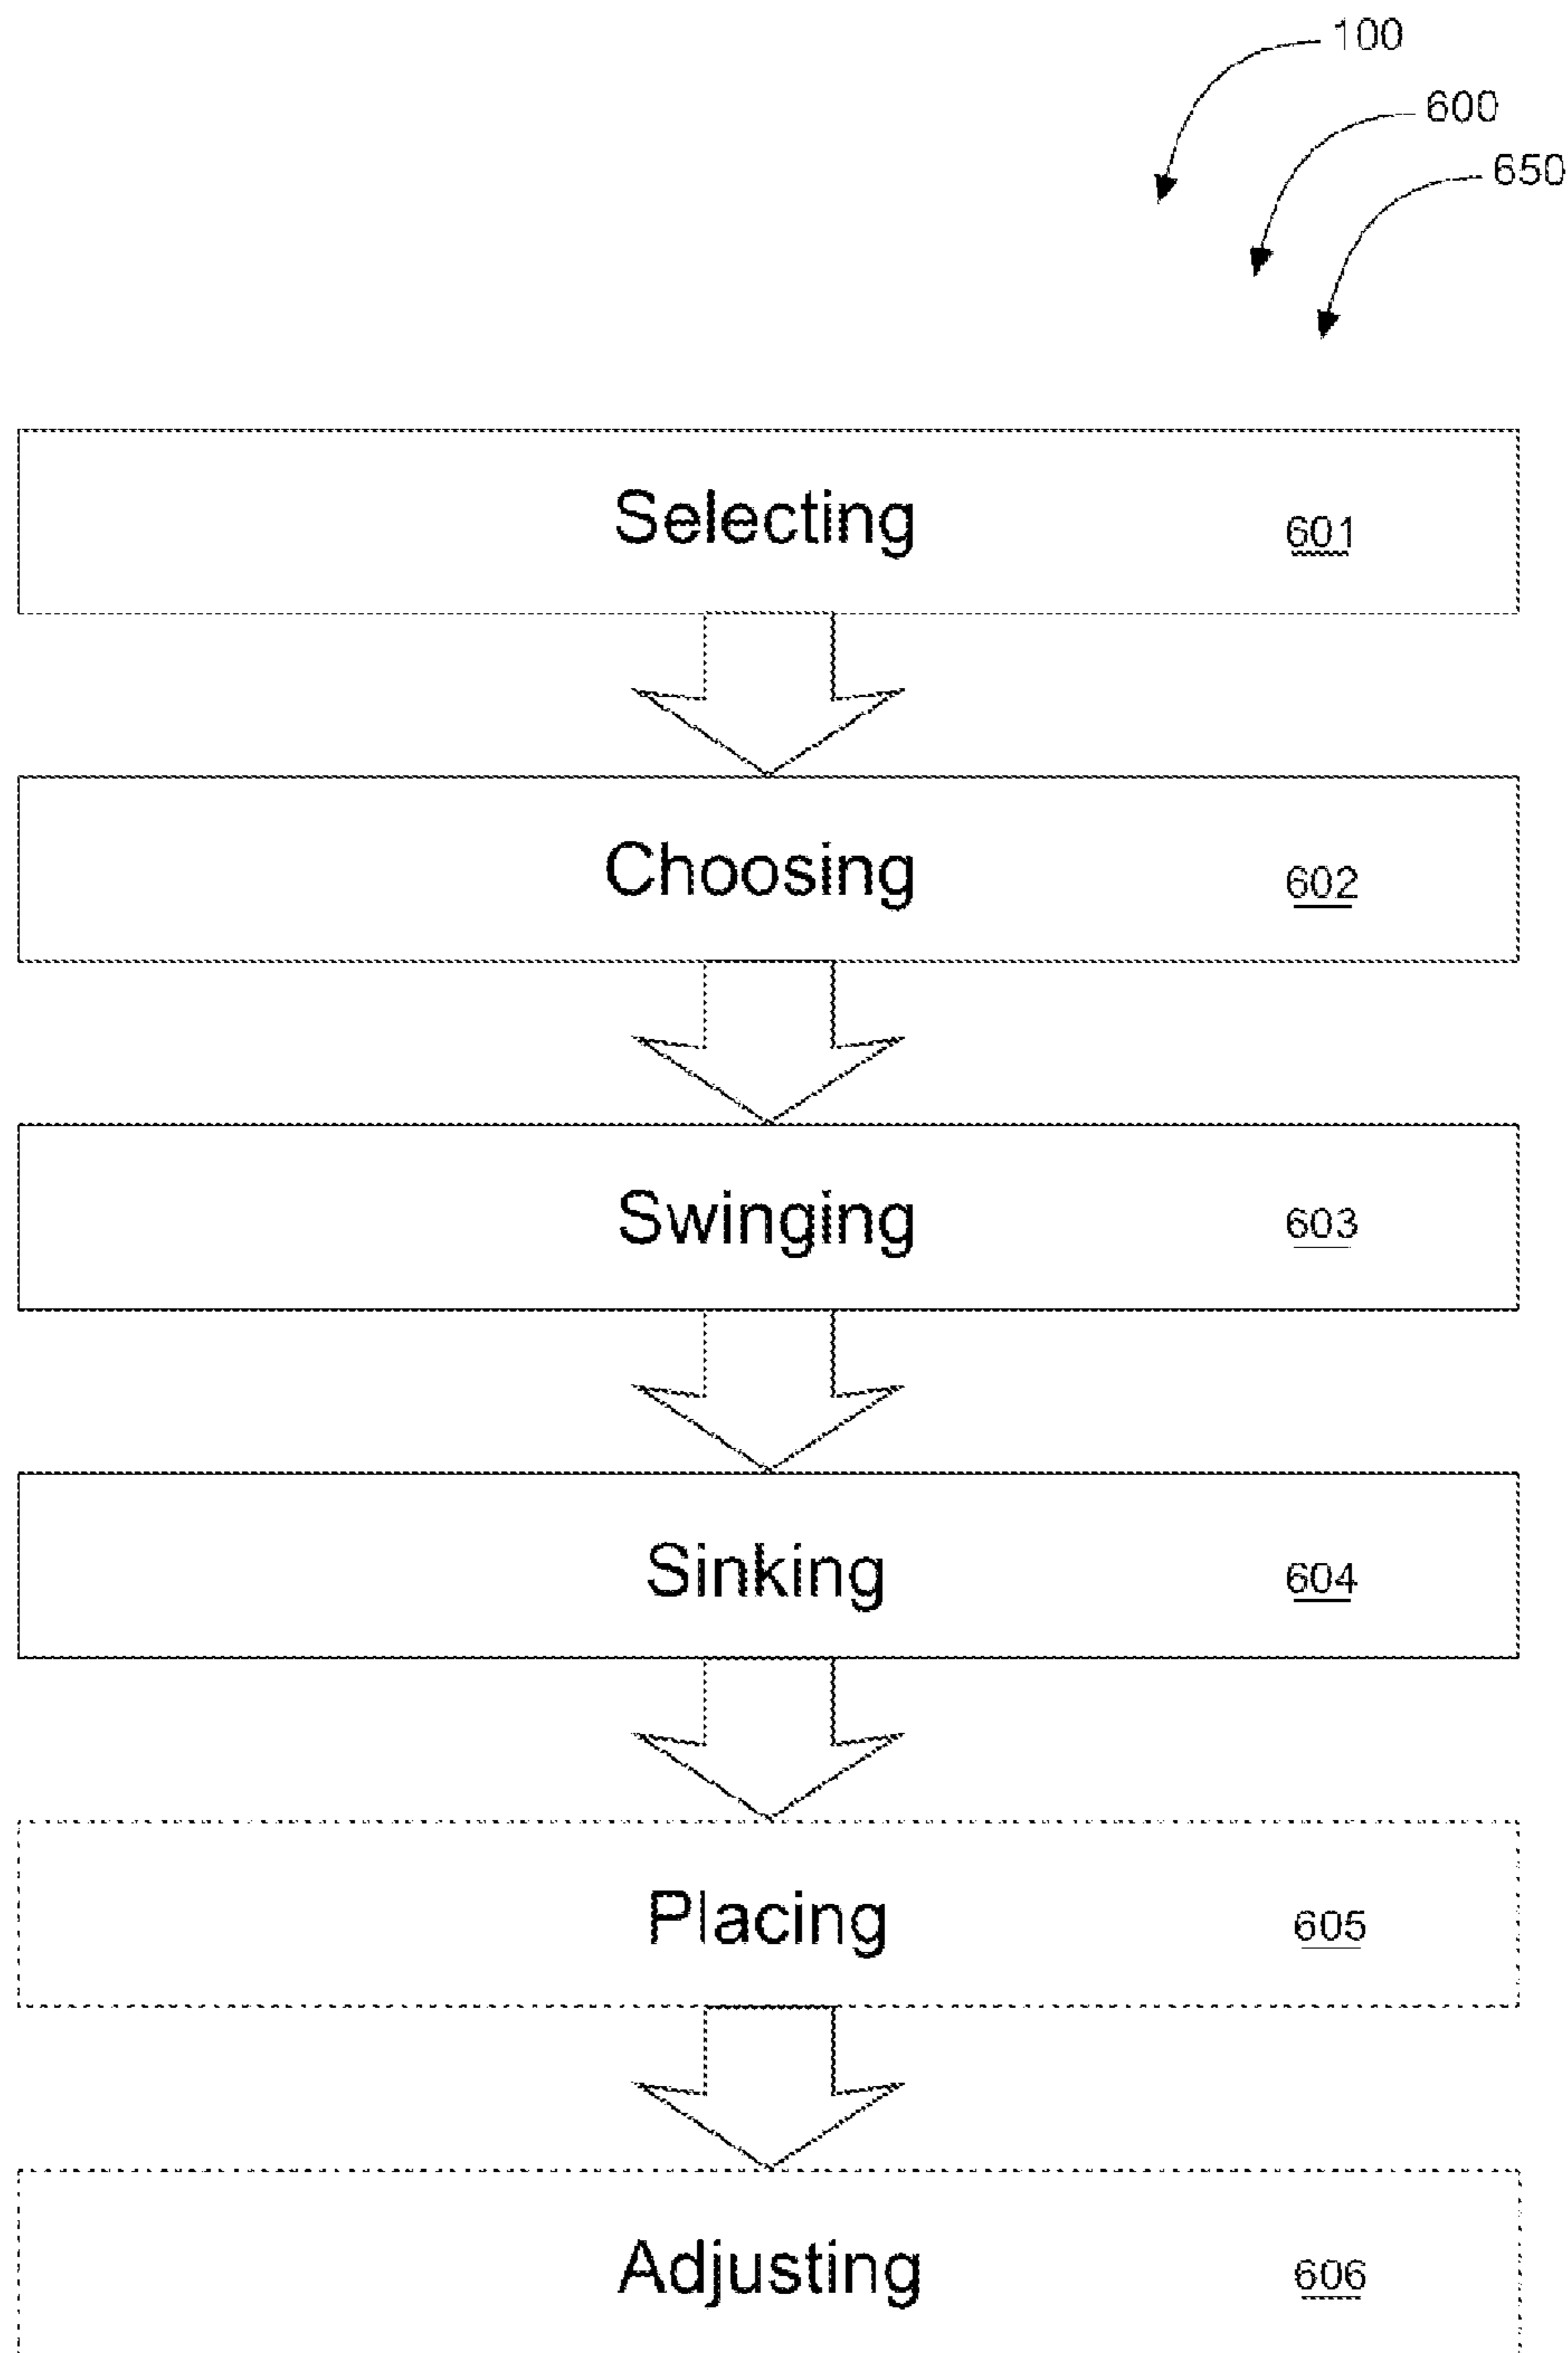 100
600
650
Selecting 601
Choosing 602
Swinging 603
Sinking 604
Placing 605
Adjusting 606